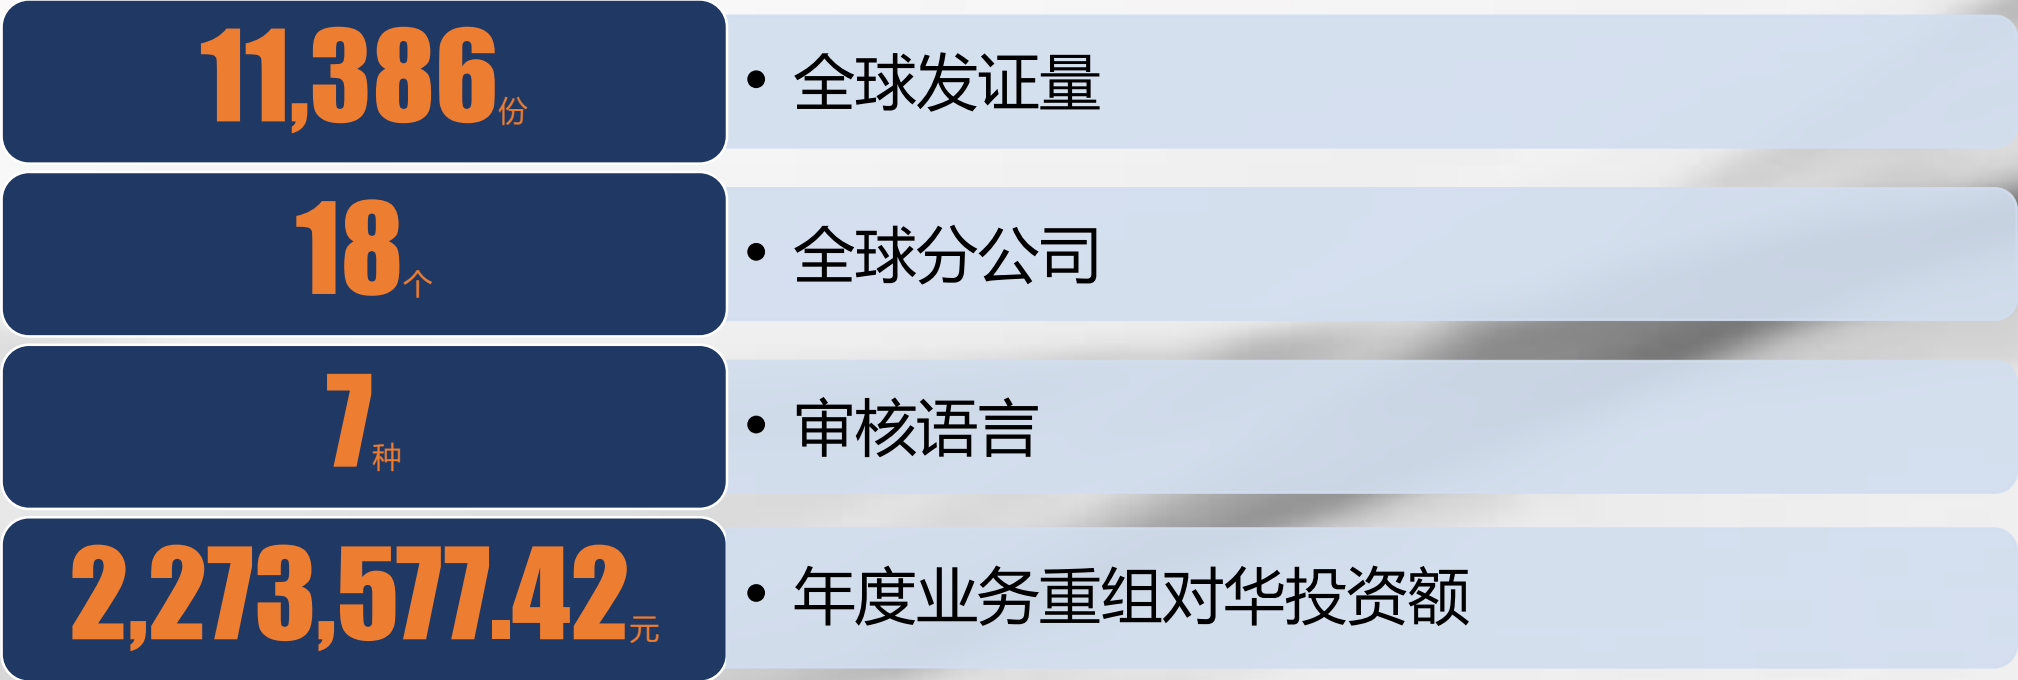 11,386份
• 全球发证量
18个
• 全球分公司
7种
• 审核语言
2,273,577.42元
• 年度业务重组对华投资额